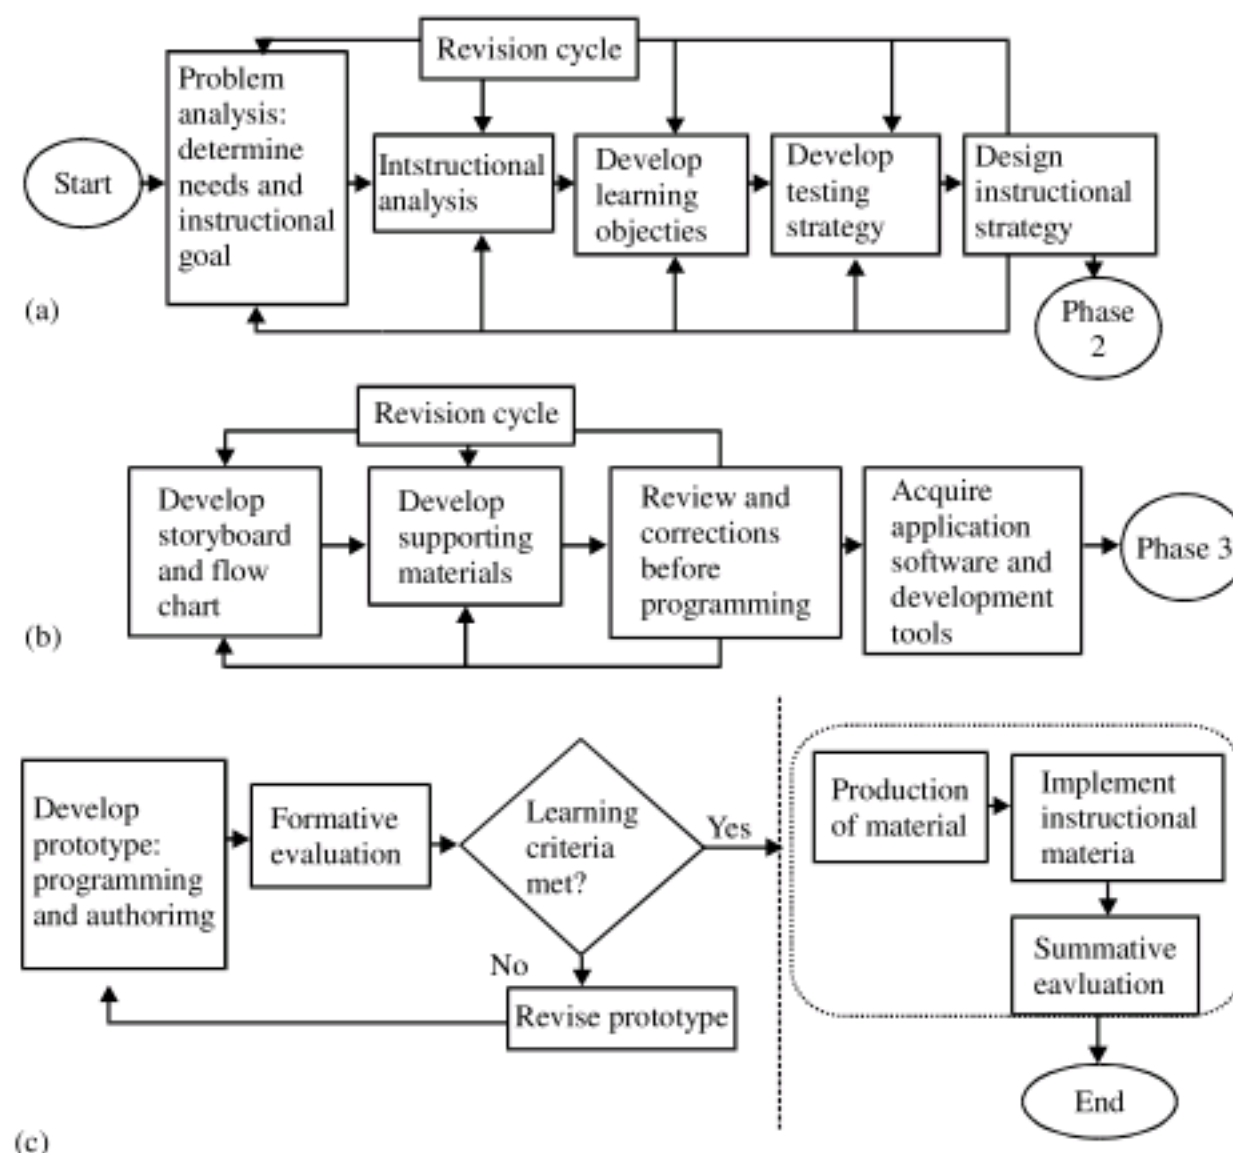 Revision cycle
Problem
analysis:
determine
needs and
instructional
goal
Start
Intstructional
analysis
Develop
learning
objecties
Develop
testing
strategy
Design
instructional
strategy
Phase
2
(a)
Revision cycle
Develop
storyboard
and flow
chart
Develop
supporting
materials
Review and
corrections
before
programming
Acquire
application
software and
development
tools
Phase 3
(b)
Develop
prototype:
programming
and authorimg
Formative
evaluation
Learning
criteria
met?
Yes
No
Revise prototype
Production
of material
Implement
instructional
materia
Summative
eavluation
End
(c)